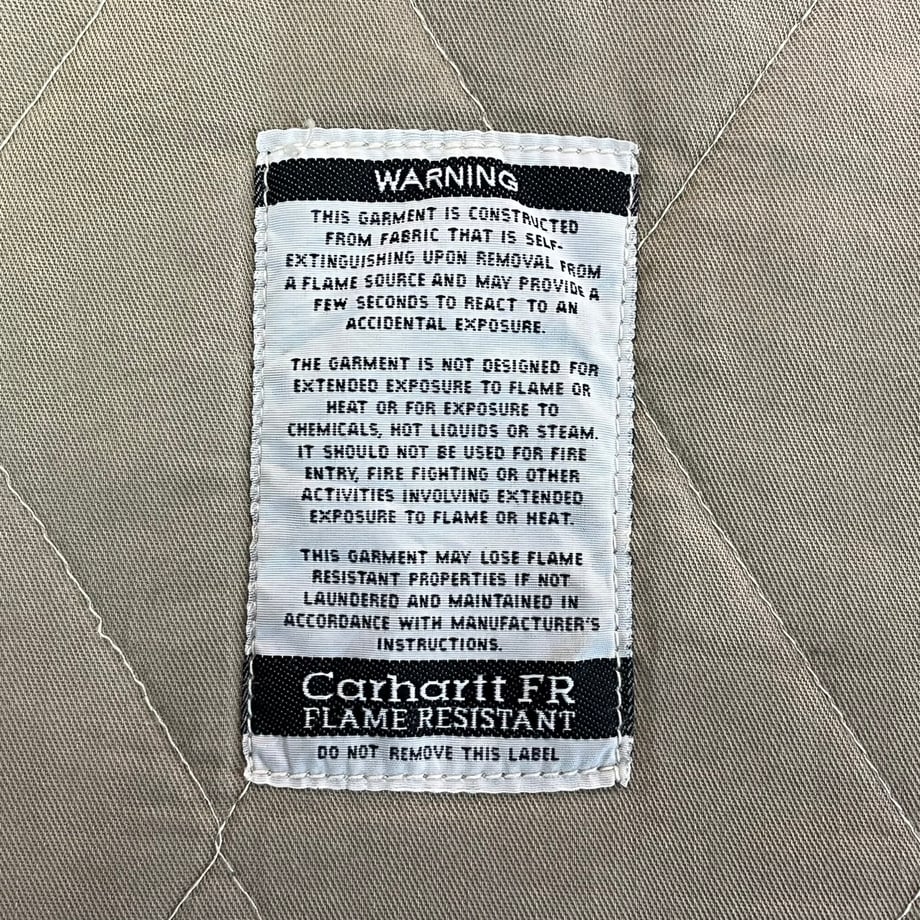 WARNING
THIS GARMENT IS CONSTRUCTED
FROM FABRIC THAT IS SELF-
EXTINGUISHING UPON REMOVAL FROM
A FLAME SOURCE AND MAY PROVIDE A
FEW SECONDS TO REACT TO AN
ACCIDENTAL EXPOSURE.
THE GARMENT IS NOT DESIGNED FOR
EXTENDED EXPOSURE TO FLAME OR
HEAT OR FOR EXPOSURE TO
CHEMICALS, HOT LIQUIDS OR STEAM.
IT SHOULD NOT BE USED FOR FIRE
ENTRY, FIRE FIGHTING OR OTHER
ACTIVITIES INVOLVING EXTENDED
EXPOSURE TO FLAME OR HEAT.
THIS GARMENT MAY LOSE FLAME
RESISTANT PROPERTIES IF NOT
LAUNDERED AND MAINTAINED IN
ACCORDANCE WITH MANUFACTURER'S
INSTRUCTIONS.
Carhartt FR
FLAME RESISTANT
DO NOT REMOVE THIS LABEL